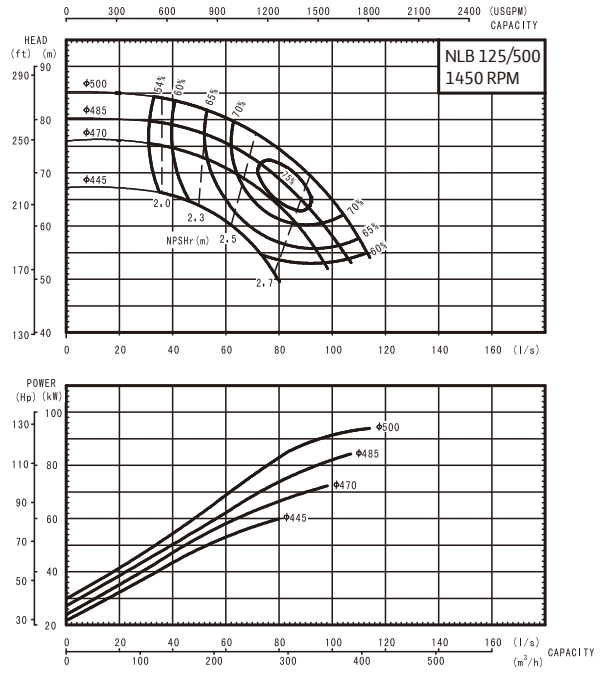 0 300 600 900 1200 1500 1800 2100 2400 (USGPM)
CAPACITY
HEAD
(ft) (m)
NLB 125/500
1450 RPM
290 90
ϕ500
54% 60% 65% 70%
ϕ485
80
250
ϕ470
70
75%
ϕ445
210
2.0
2.3
70%
60
NPSHr(m)
2.5
65%
60%
170
50
2.7
130 40
0 20 40 60 80 100 120 140 160 (l/s)
POWER
(Hp) (kW)
100
130
ϕ500
110
ϕ485
80
90
ϕ470
60
ϕ445
70
50
40
30
20
0 20 40 60 80 100 120 140 160 (l/s)
CAPACITY
0 100 200 300 400 500 (m³/h)